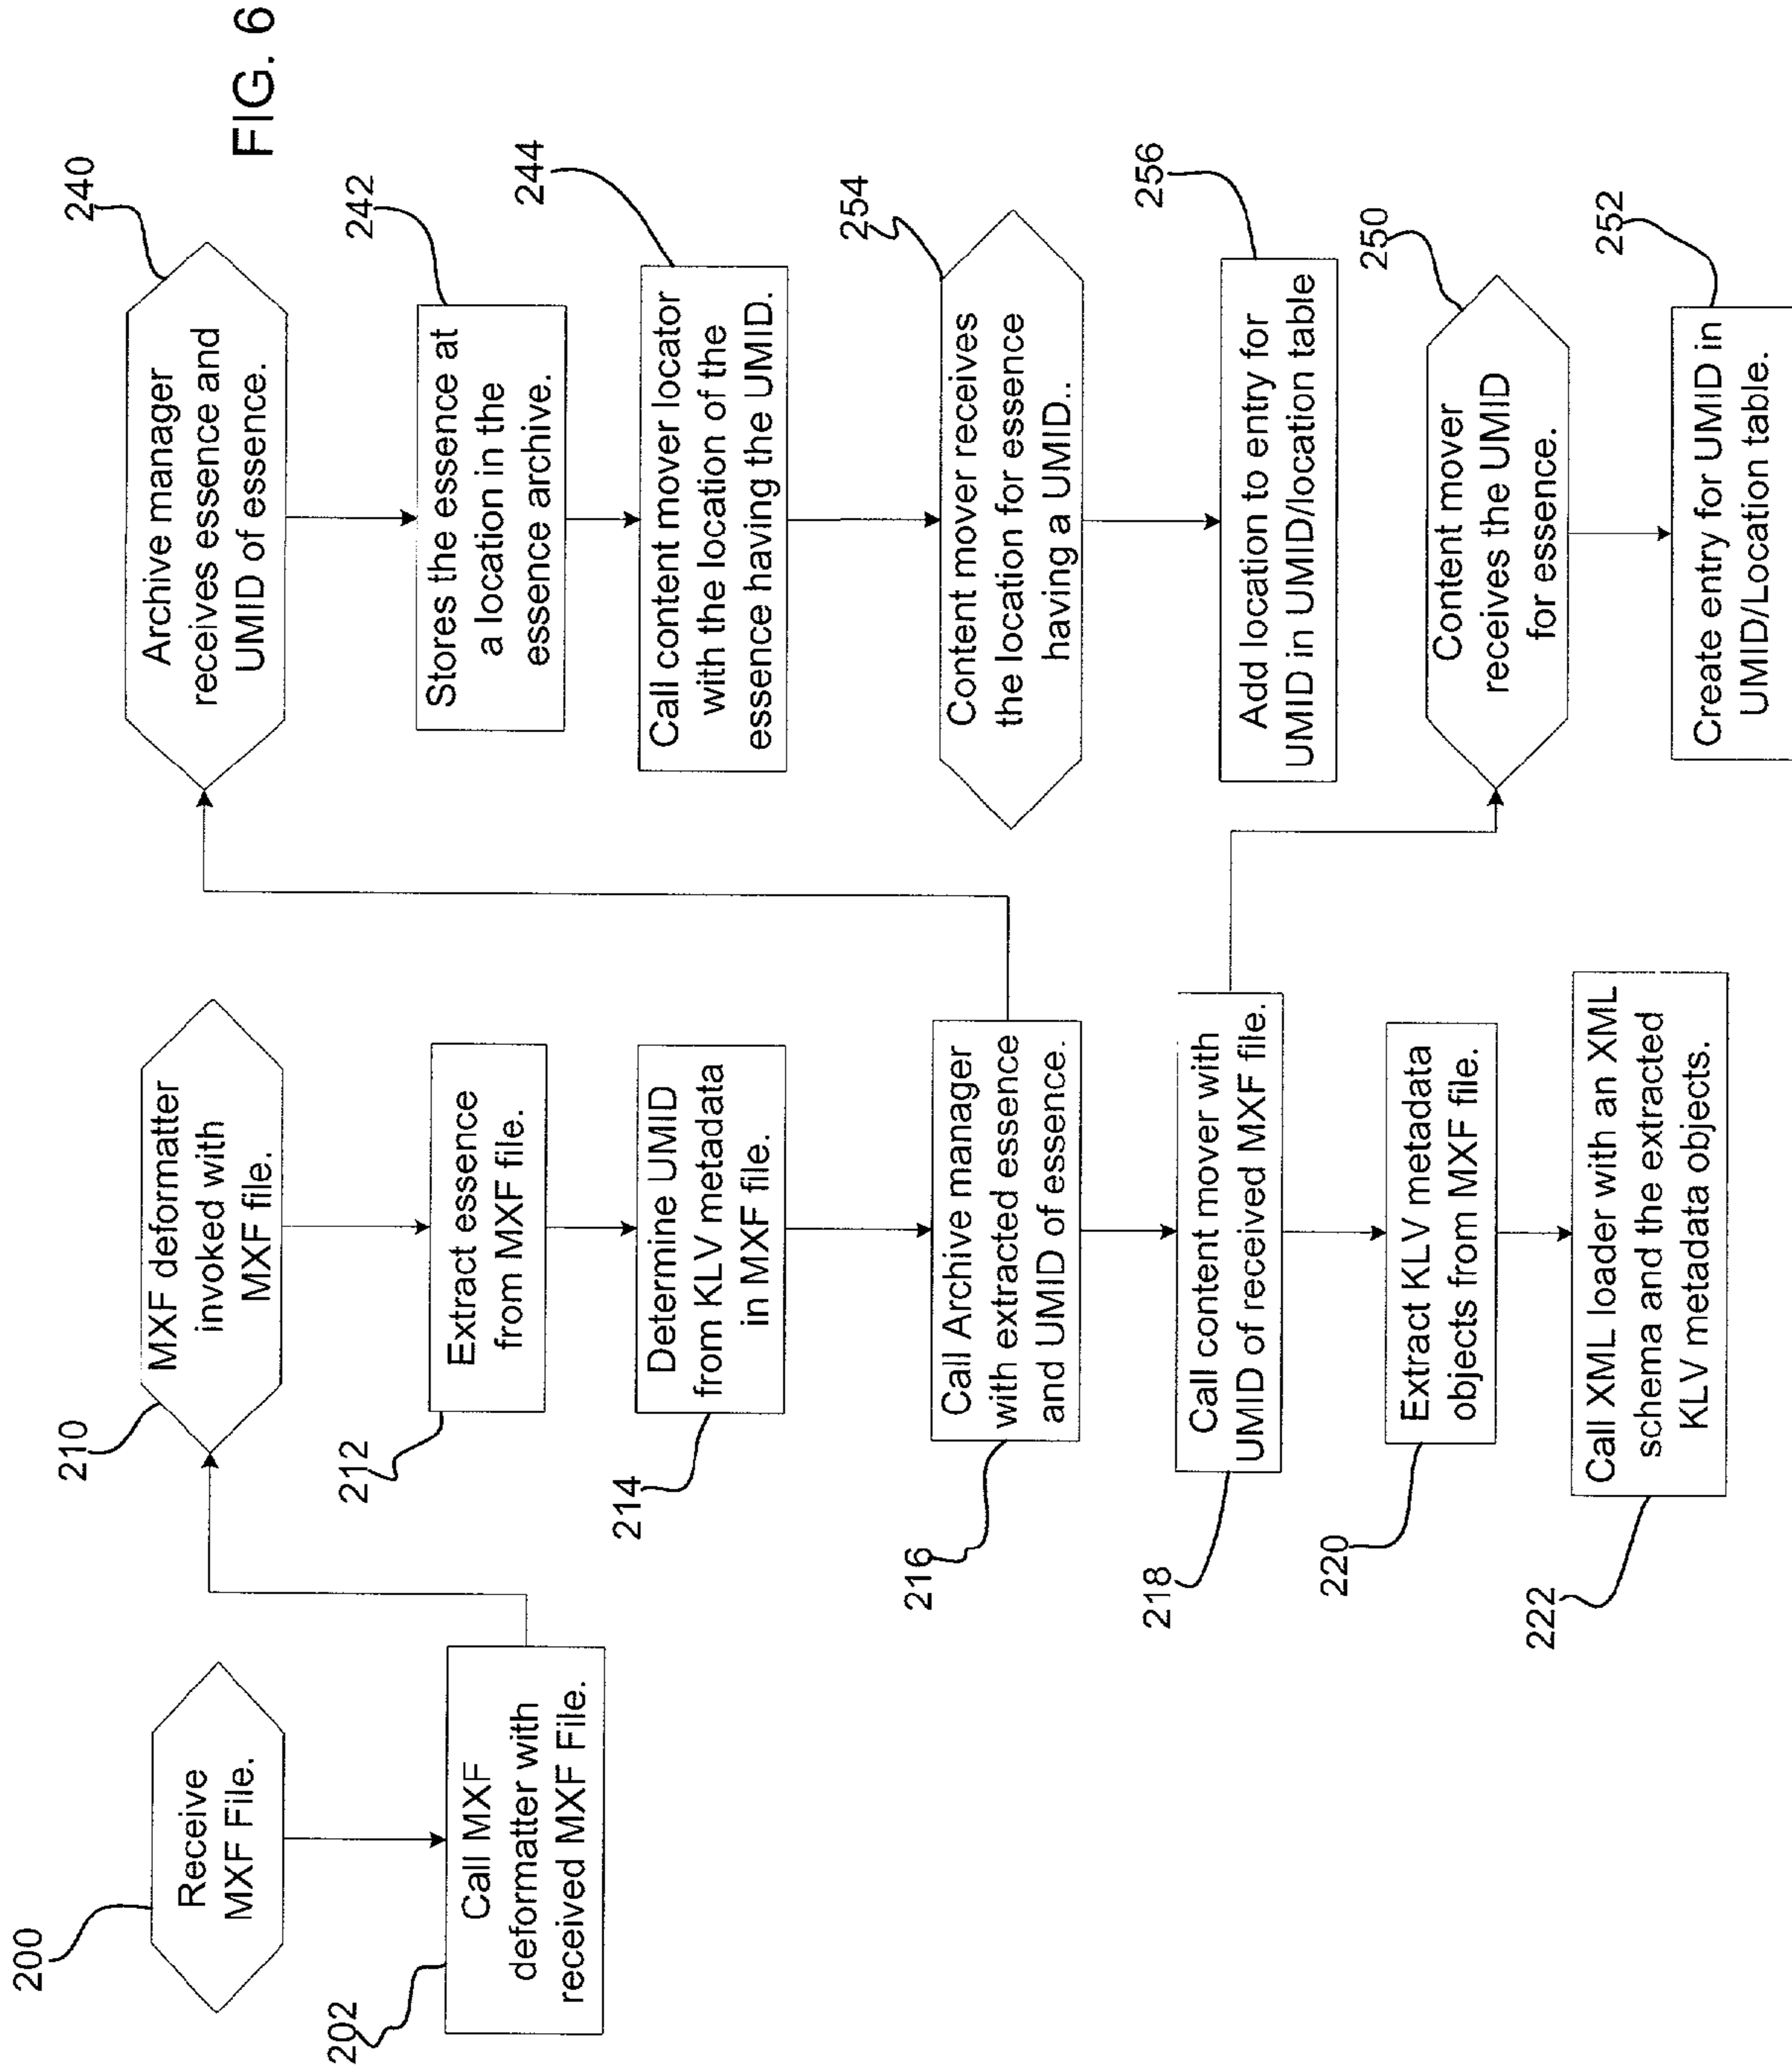 FIG. 6
200
Receive
MXF File.
202
Call MXF
deformatter with
received MXF File.
210
MXF deformatter
invoked with
MXF file.
212
Extract essence
from MXF file.
214
Determine UMID
from KLV metadata
in MXF file.
216
Call Archive manager
with extracted essence
and UMID of essence.
218
Call content mover with
UMID of received MXF file.
220
Extract KLV metadata
objects from MXF file.
222
Call XML loader with an XML
schema and the extracted
KLV metadata objects.
240
Archive manager
receives essence and
UMID of essence.
242
Stores the essence at
a location in the
essence archive.
244
Call content mover locator
with the location of the
essence having the UMID.
254
Content mover receives
the location for essence
having a UMID..
256
Add location to entry for
UMID in UMID/location table
250
Content mover
receives the UMID
for essence.
252
Create entry for UMID in
UMID/Location table.